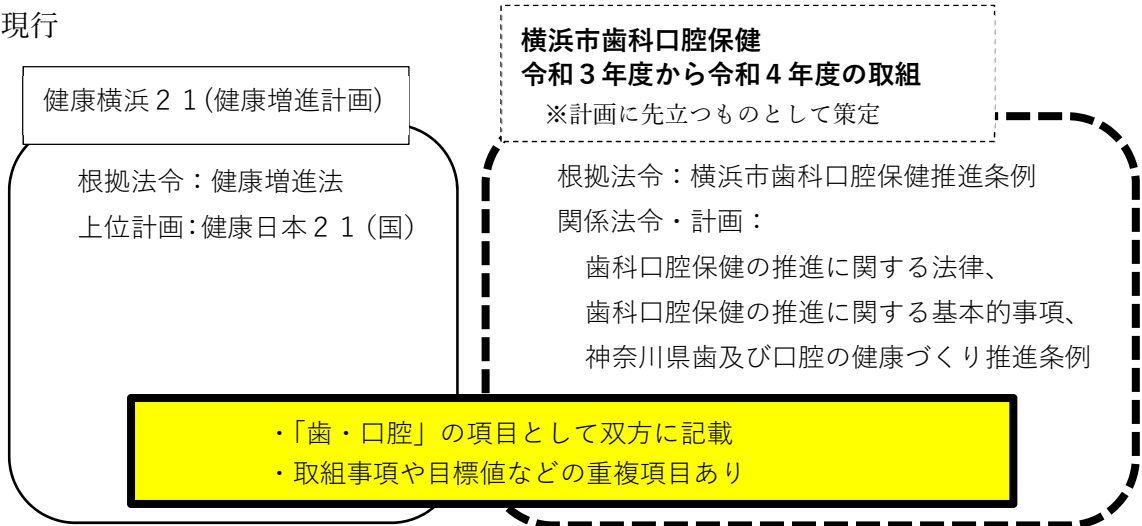 現行
健康横浜２１(健康増進計画)
根拠法令：健康増進法
上位計画：健康日本２１（国）
横浜市歯科口腔保健
令和３年度から令和４年度の取組
※計画に先立つものとして策定
根拠法令：横浜市歯科口腔保健推進条例
関係法令・計画：
歯科口腔保健の推進に関する法律、
歯科口腔保健の推進に関する基本的事項、
神奈川県歯及び口腔の健康づくり推進条例
・「歯・口腔」の項目として双方に記載
・取組事項や目標値などの重複項目あり